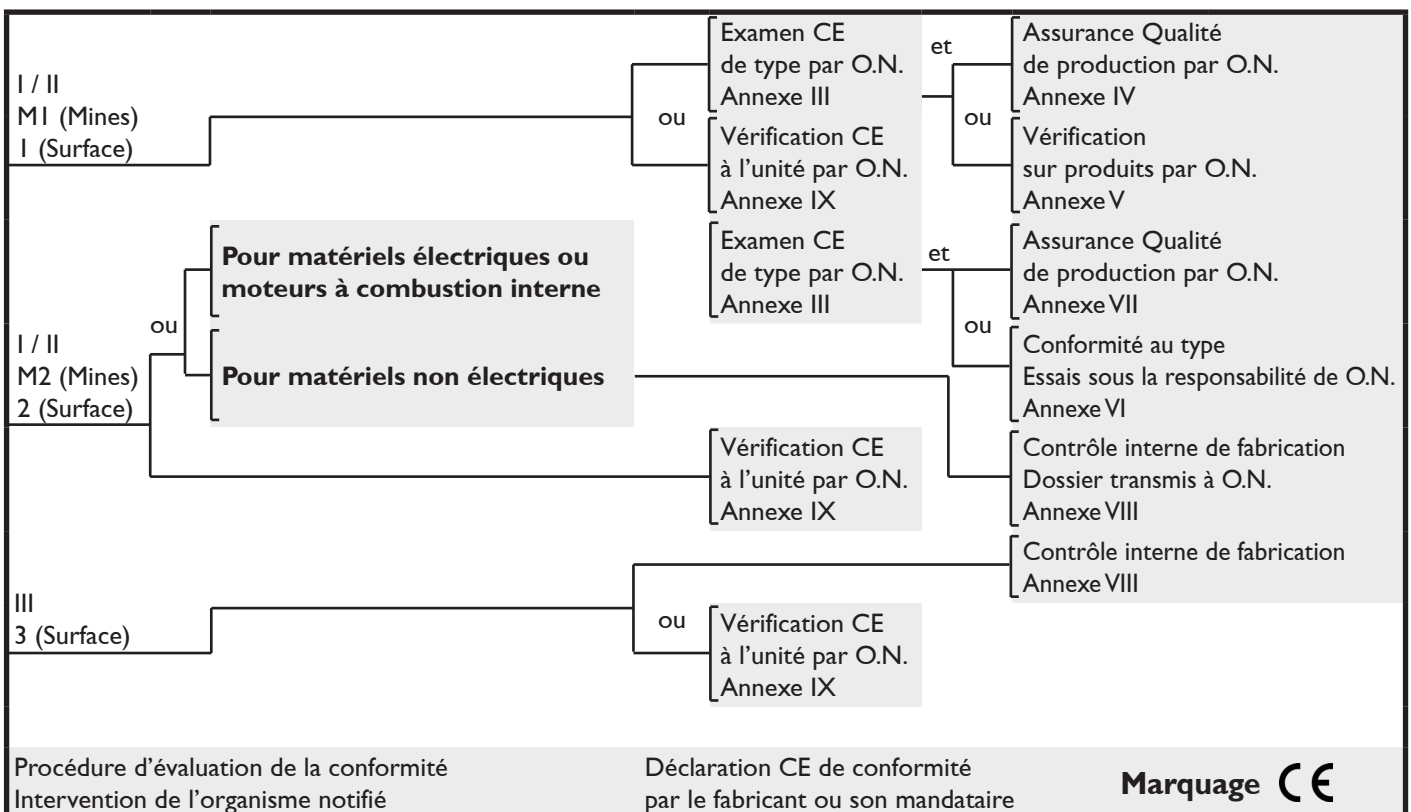 I / II
M1 (Mines)
1 (Surface)
ou
Examen CE
de type par O.N.
Annexe III
Vérification CE
à l’unité par O.N.
Annexe IX
et
ou
Assurance Qualité
de production par O.N.
Annexe IV
Vérification
sur produits par O.N.
Annexe V
I / II
M2 (Mines)
2 (Surface)
ou
Pour matériels électriques ou
moteurs à combustion interne
Pour matériels non électriques
Examen CE
de type par O.N.
Annexe III
et
ou
Assurance Qualité
de production par O.N.
Annexe VII
Conformité au type
Essais sous la responsabilité de O.N.
Annexe VI
Vérification CE
à l’unité par O.N.
Annexe IX
Contrôle interne de fabrication
Dossier transmis à O.N.
Annexe VIII
III
3 (Surface)
ou
Contrôle interne de fabrication
Annexe VIII
Vérification CE
à l’unité par O.N.
Annexe IX
Procédure d’évaluation de la conformité
Intervention de l’organisme notifié
Déclaration CE de conformité
par le fabricant ou son mandataire
Marquage CE